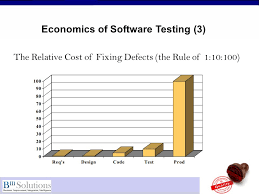 Economics of Software Testing (3)
The Relative Cost of Fixing Defects (the Rule of 1:10:100)
100
90
80
70
60
50
40
30
20
10
0
Req's Design Code Test Prod
Solutions